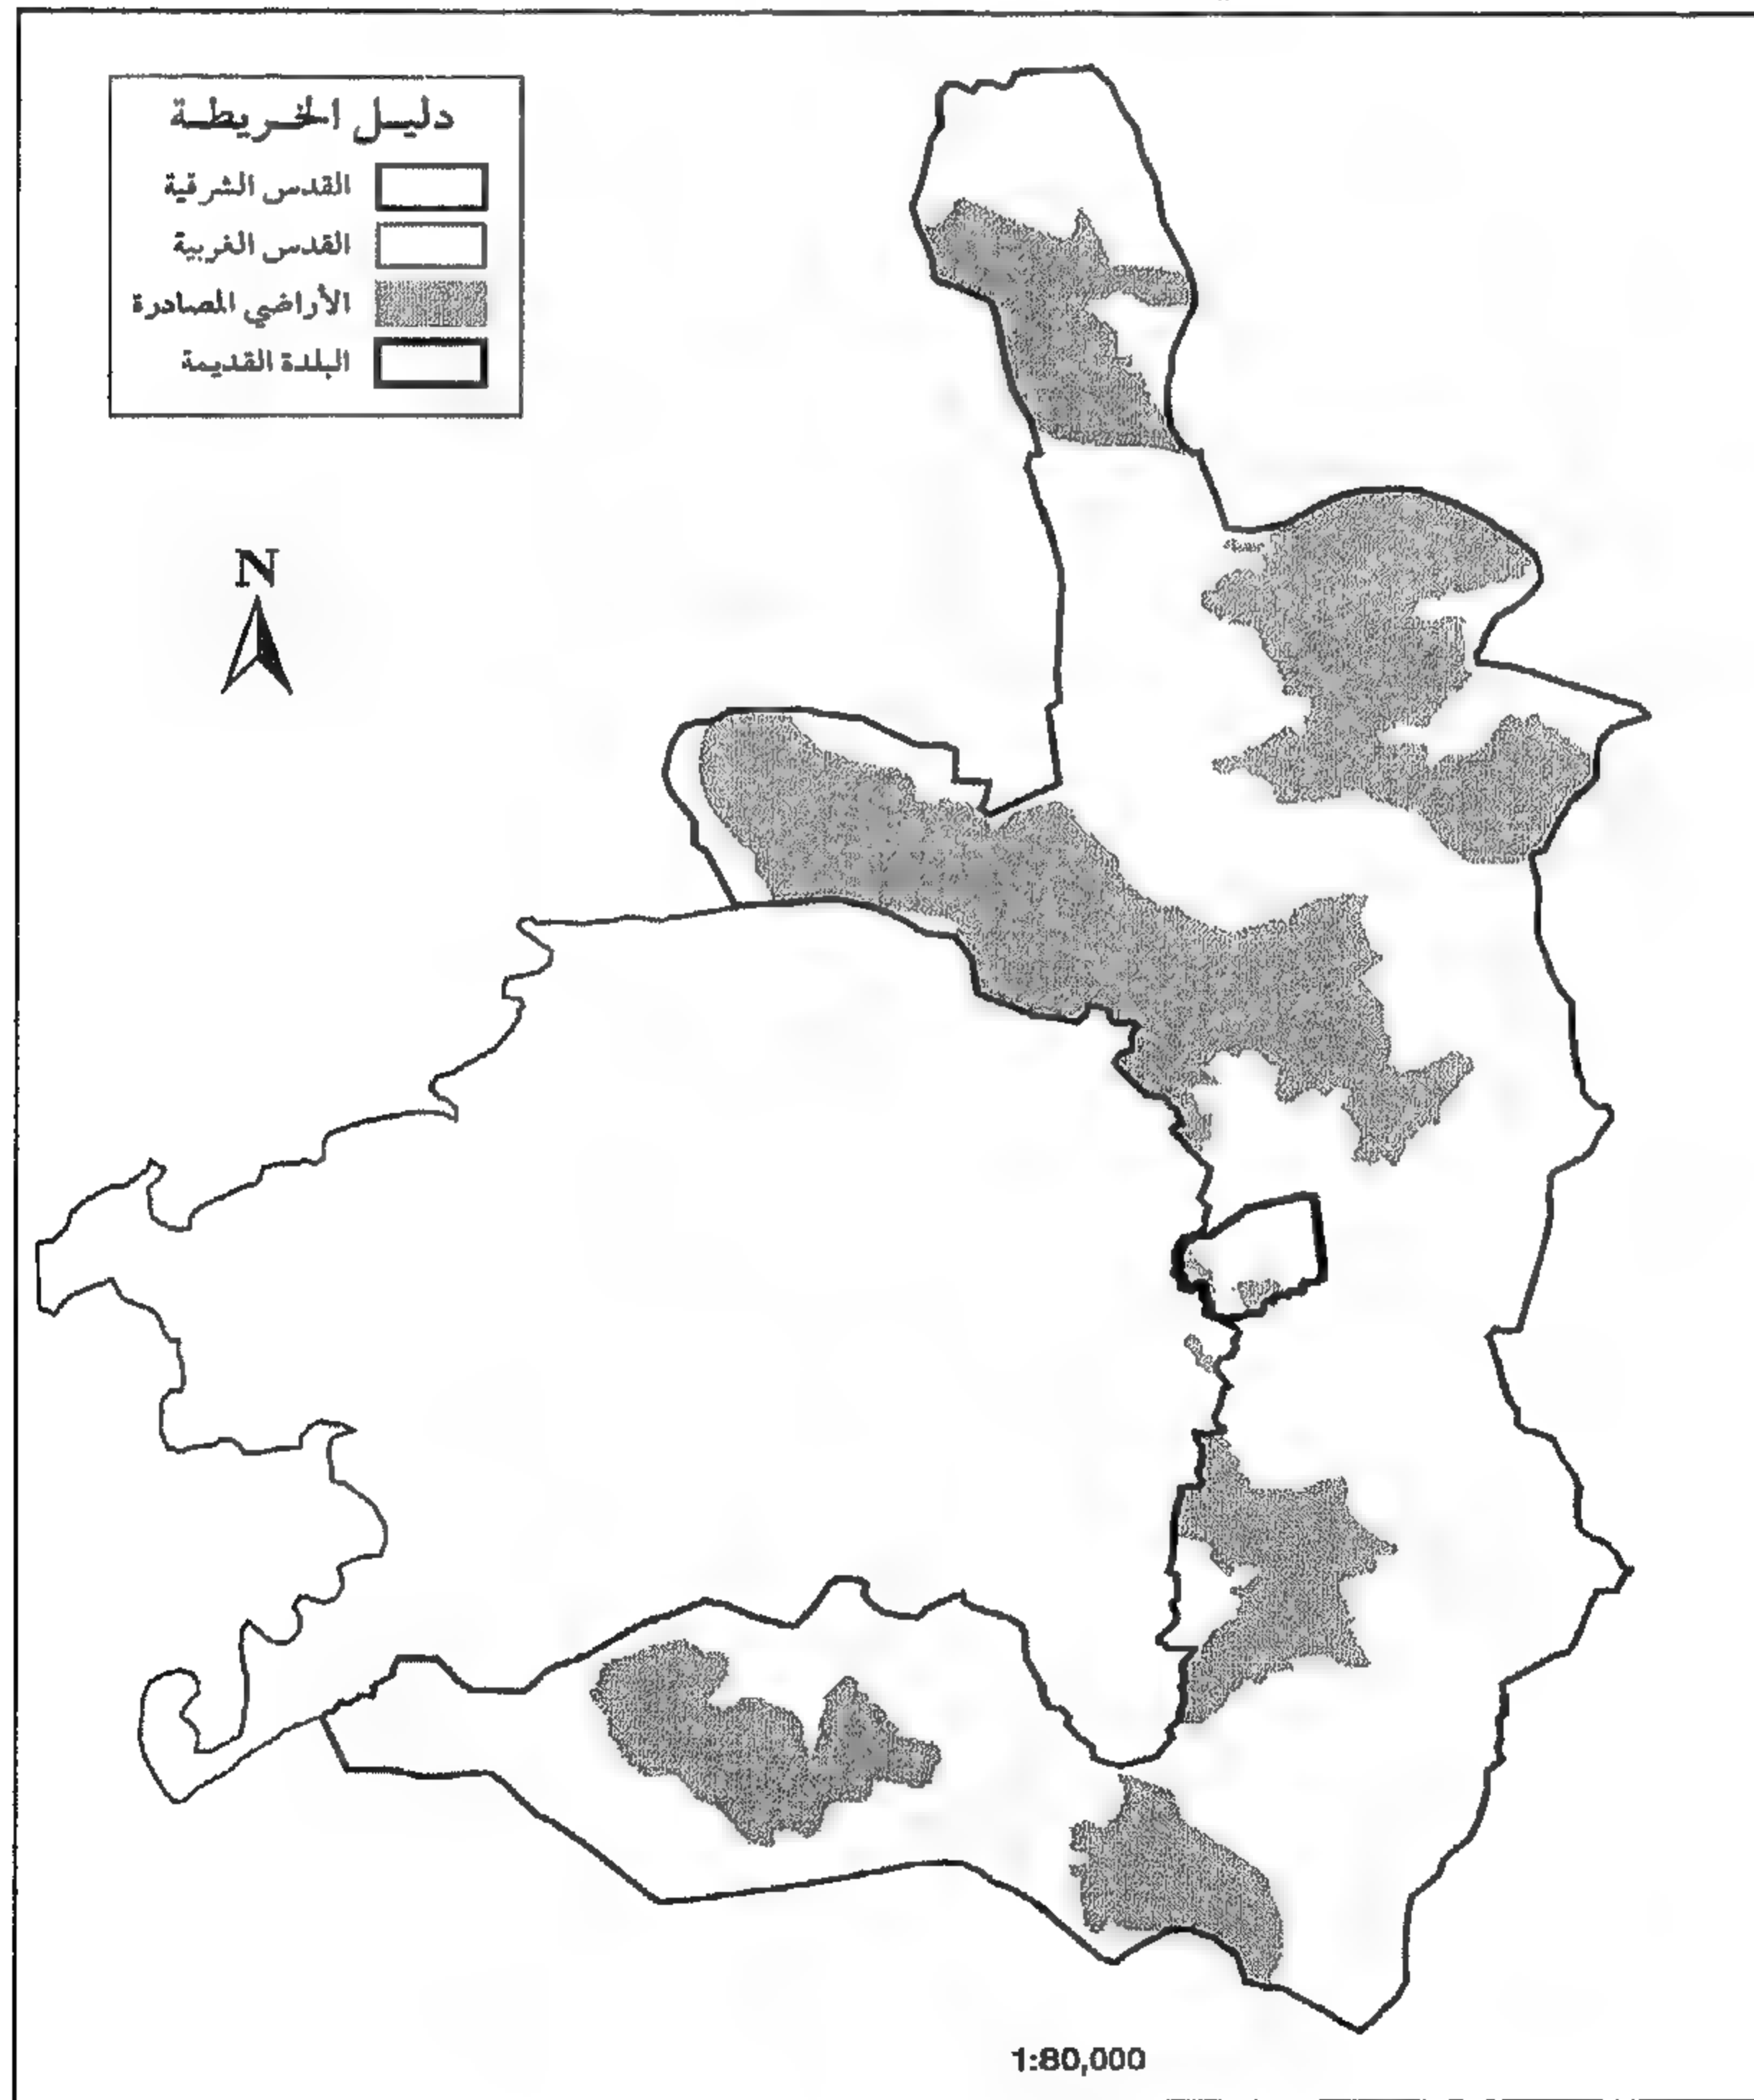 دليل الخريطة
القدس الشرقية
القدس الغربية
الأراضي المصادرة
البلدة القديمة
N
1:80,000